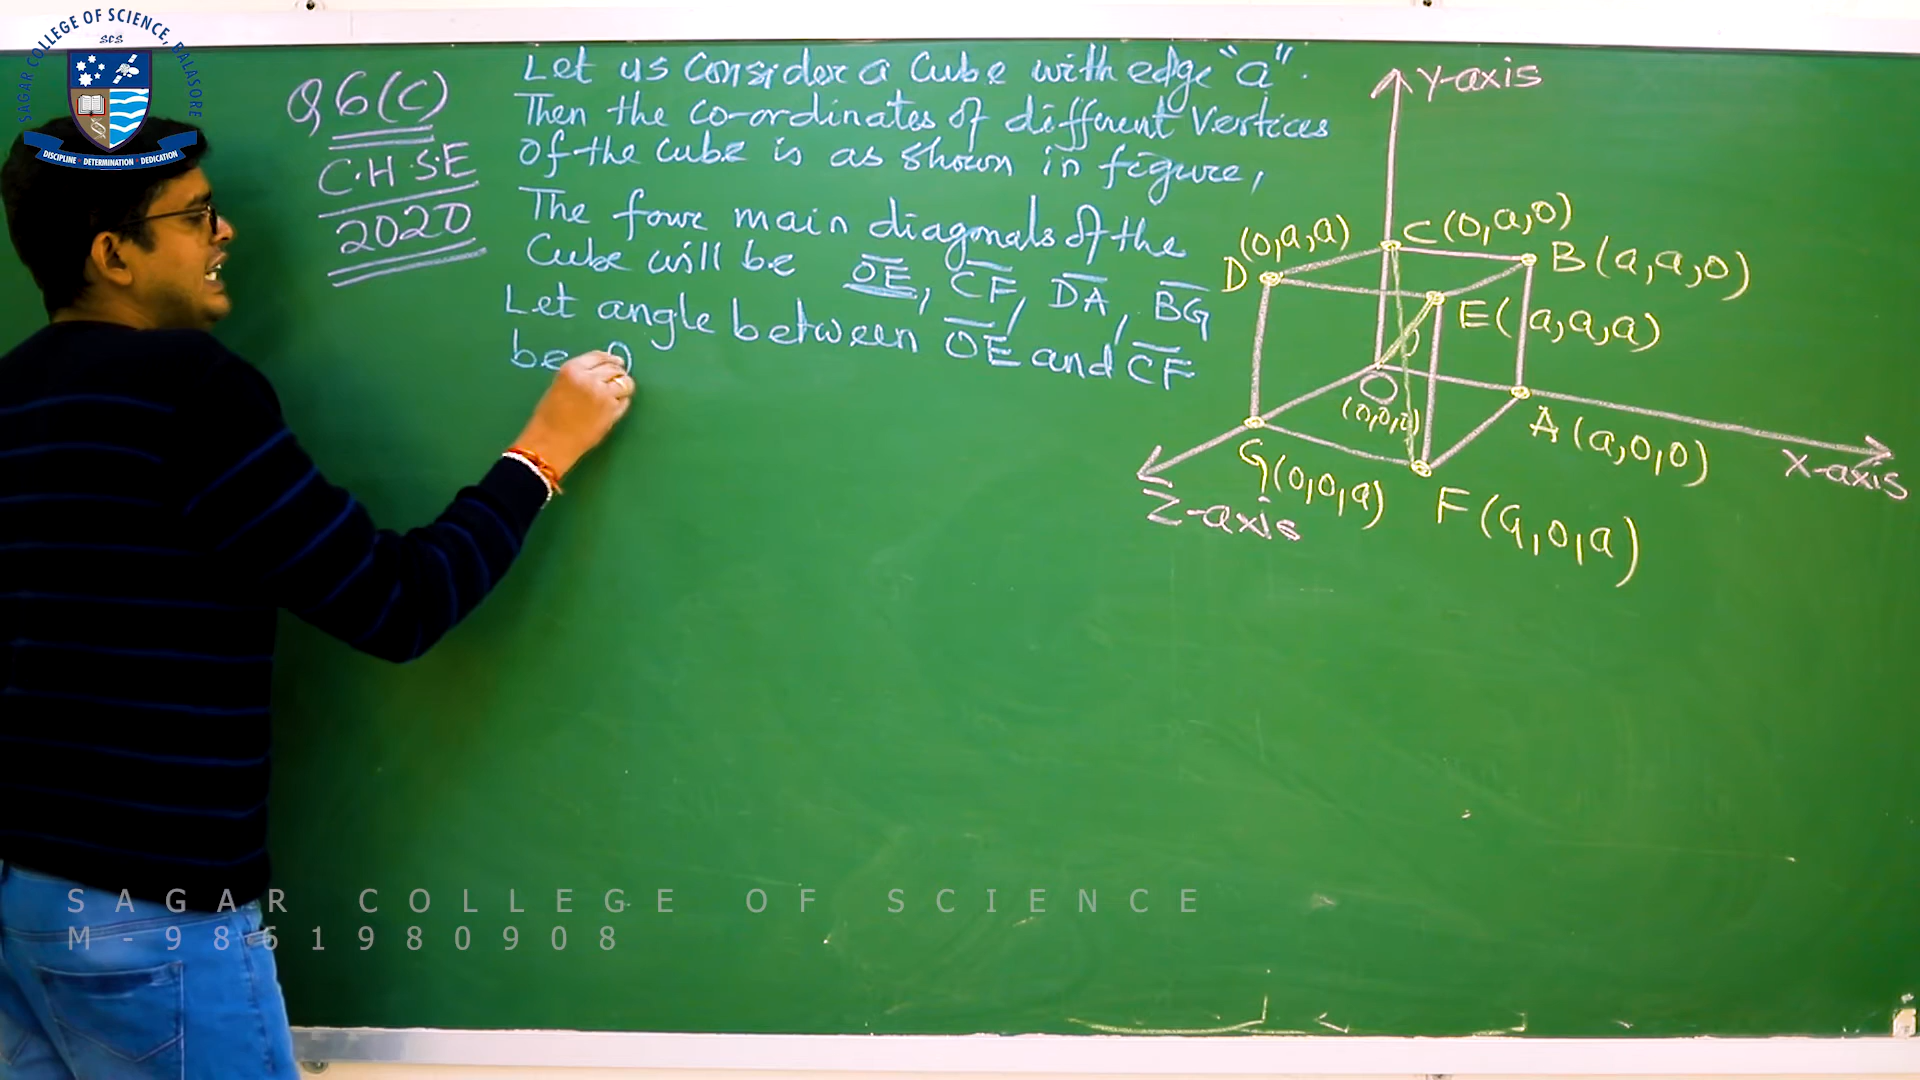 SAGAR COLLEGE OF SCIENCE, BALASORE
SCS
DISCIPLINE - DETERMINATION - DEDICATION
Q 6(c)
C.H.S.E
2020
Let us Consider a Cube with edge "a".
Then the co-ordinates of different Vertices
of the cube is as shown in figure,
The four main diagonals of the
Cube will be OE, CF, DA, BG
Let angle between OE and CF
be
Y-axis
C(0,a,0)
(0,a,a)
D
B(a,a,0)
E(a,a,a)
O
(0,0,0)
A(a,0,0)
X-axis
G(0,0,a)
F(a,0,a)
Z-axis
SAGAR COLLEGE OF SCIENCE
M-9861980908